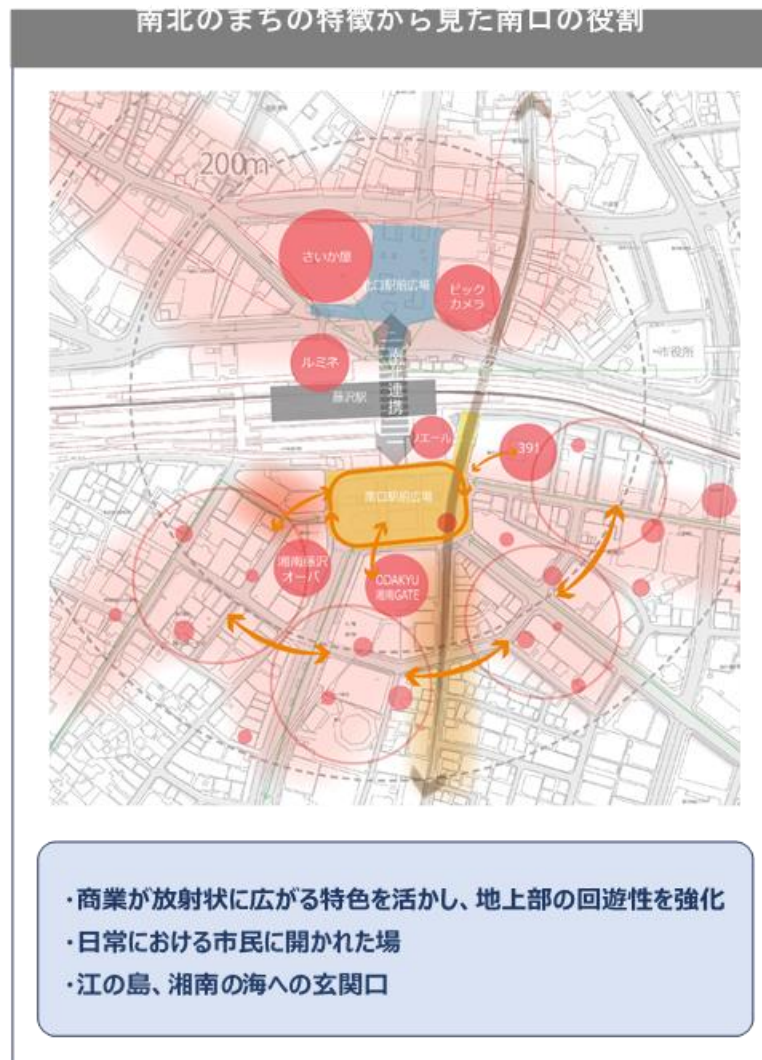 南北のまちの特徴から見た南口の役割
200m
さいか屋
北口駅前広場
ビック
カメラ
市役所
ルミネ
南北連携
藤沢駅
リエール
391
南口駅前広場
湘南藤沢
オーパ
ODAKYU
湘南GATE
・商業が放射状に広がる特色を活かし、地上部の回遊性を強化
・日常における市民に開かれた場
・江の島、湘南の海への玄関口